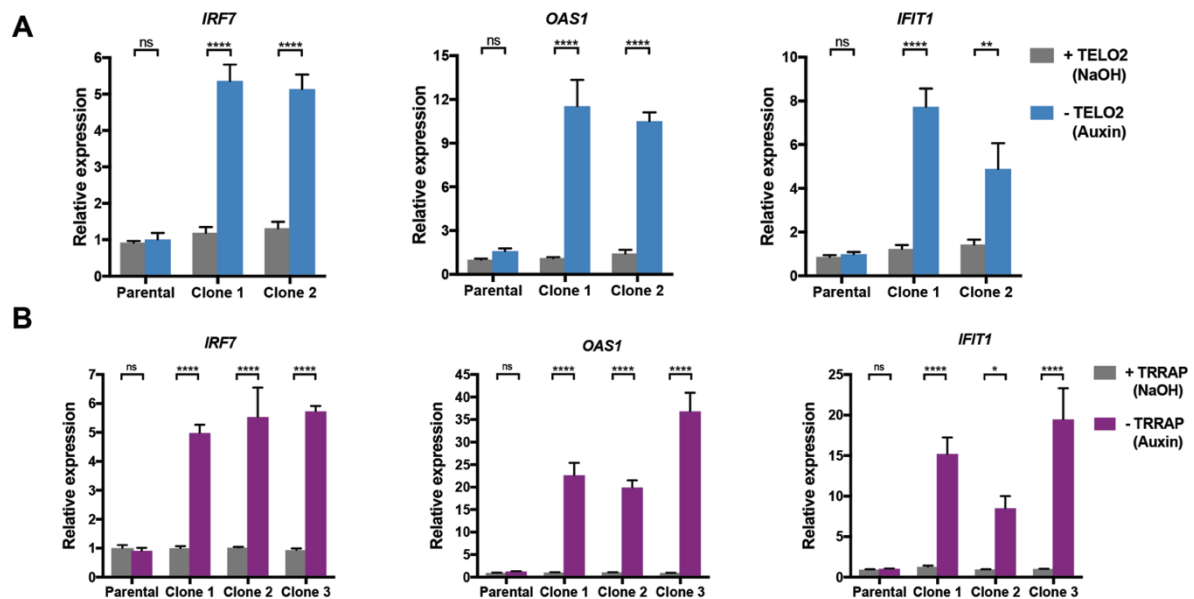 A
IRF7
ns
****
****
Relative expression
6
5
4
3
2
1
0
Parental
Clone 1
Clone 2
OAS1
ns
****
****
Relative expression
15
12
9
6
3
0
Parental
Clone 1
Clone 2
IFIT1
ns
****
**
Relative expression
10
8
6
4
2
0
Parental
Clone 1
Clone 2
+ TELO2
(NaOH)
- TELO2
(Auxin)
B
IRF7
ns
****
****
****
Relative expression
7
6
5
4
3
2
1
0
Parental
Clone 1
Clone 2
Clone 3
OAS1
ns
****
****
****
Relative expression
45
40
35
30
25
20
15
10
5
0
Parental
Clone 1
Clone 2
Clone 3
IFIT1
ns
****
*
****
Relative expression
25
20
15
10
5
0
Parental
Clone 1
Clone 2
Clone 3
+ TRRAP
(NaOH)
- TRRAP
(Auxin)